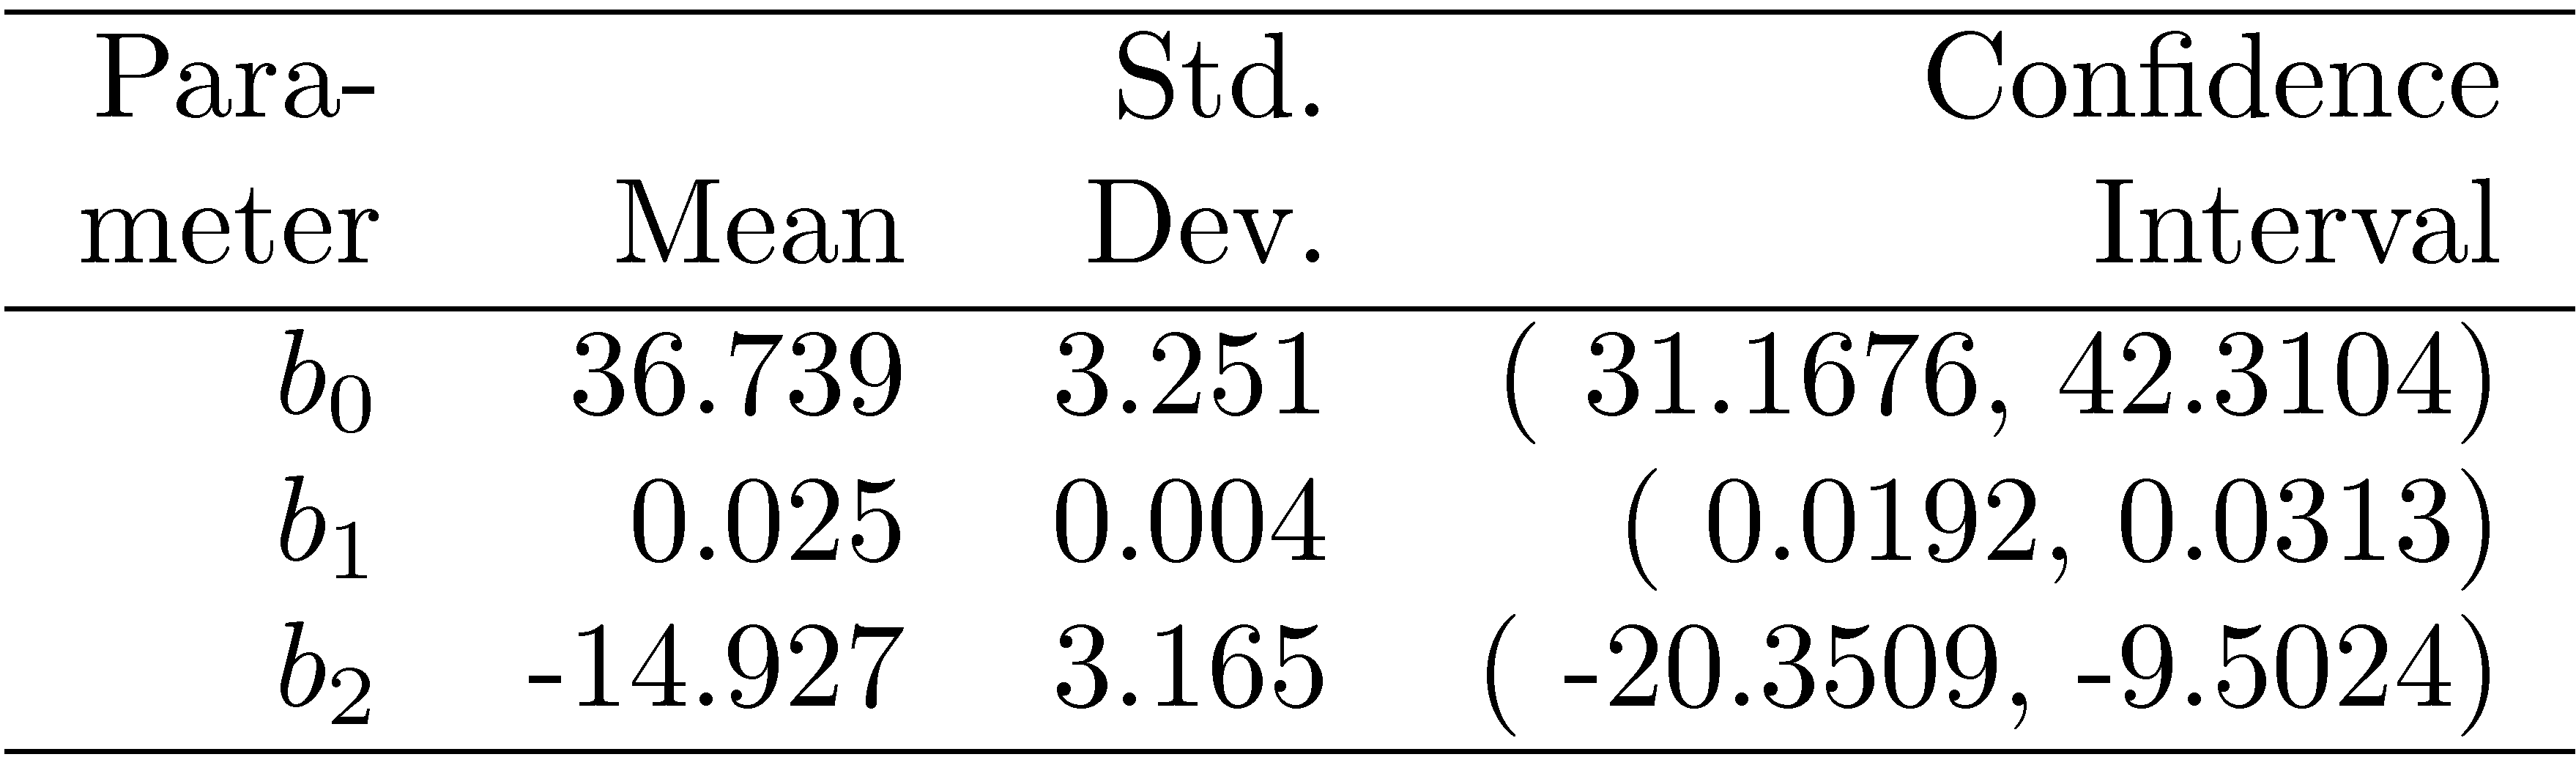 Para- Std. Confidence
meter Mean Dev. Interval
b0 36.739 3.251 ( 31.1676, 42.3104)
b1 0.025 0.004 ( 0.0192, 0.0313)
b2 -14.927 3.165 ( -20.3509, -9.5024)